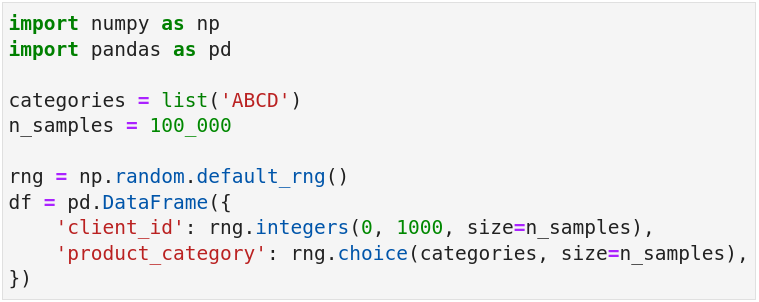 import numpy as np
import pandas as pd

categories = list('ABCD')
n_samples = 100_000

rng = np.random.default_rng()
df = pd.DataFrame({
    'client_id': rng.integers(0, 1000, size=n_samples),
    'product_category': rng.choice(categories, size=n_samples),
})